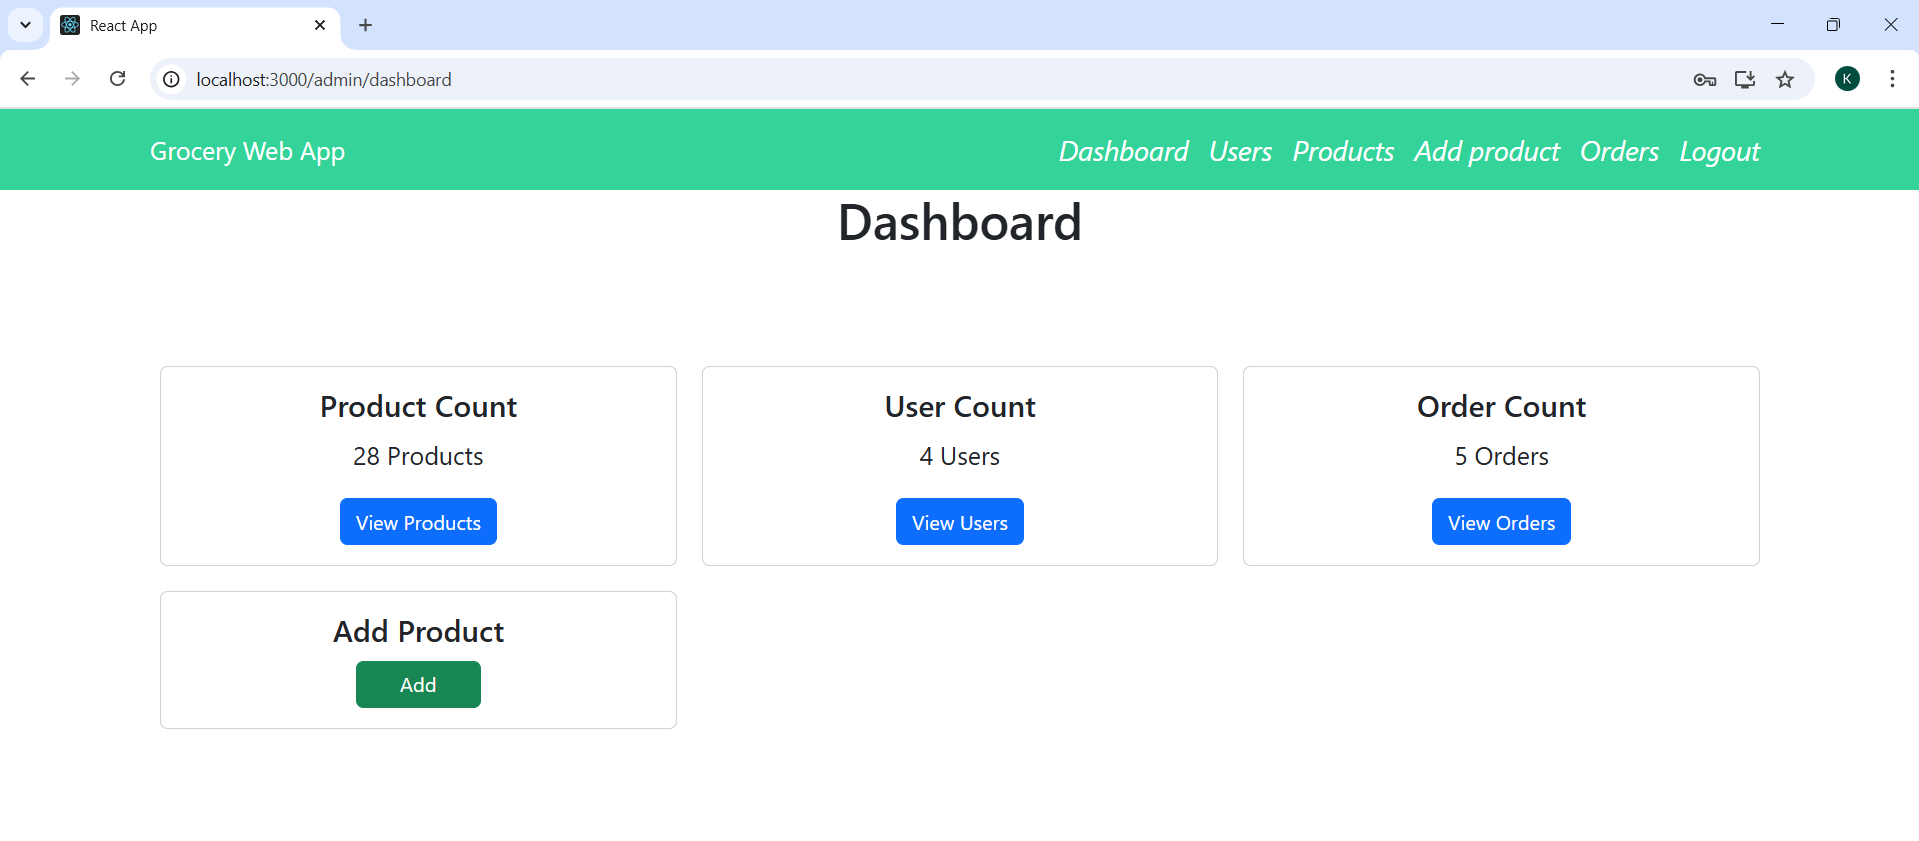 React App
localhost:3000/admin/dashboard
K
Grocery Web App
Dashboard Users Products Add product Orders Logout
Dashboard
Product Count
28 Products
View Products
User Count
4 Users
View Users
Order Count
5 Orders
View Orders
Add Product
Add